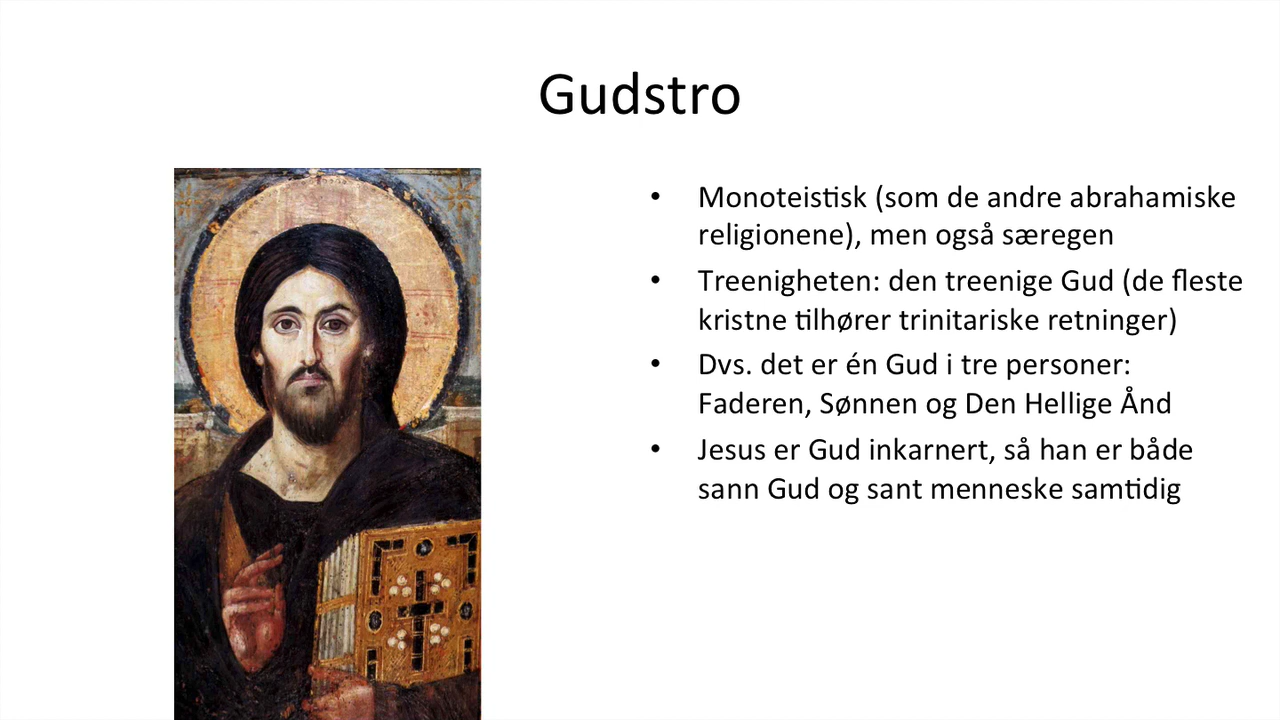 Gudstro
• Monoteistisk (som de andre abrahamiske
religionene), men også særegen
• Treenigheten: den treenige Gud (de fleste
kristne tilhører trinitariske retninger)
• Dvs. det er én Gud i tre personer:
Faderen, Sønnen og Den Hellige Ånd
• Jesus er Gud inkarnert, så han er både
sann Gud og sant menneske samtidig